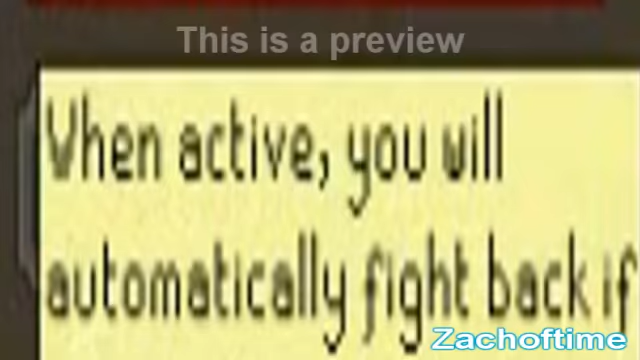 This is a preview
When active, you will
automatically fight back if
Zachoftime